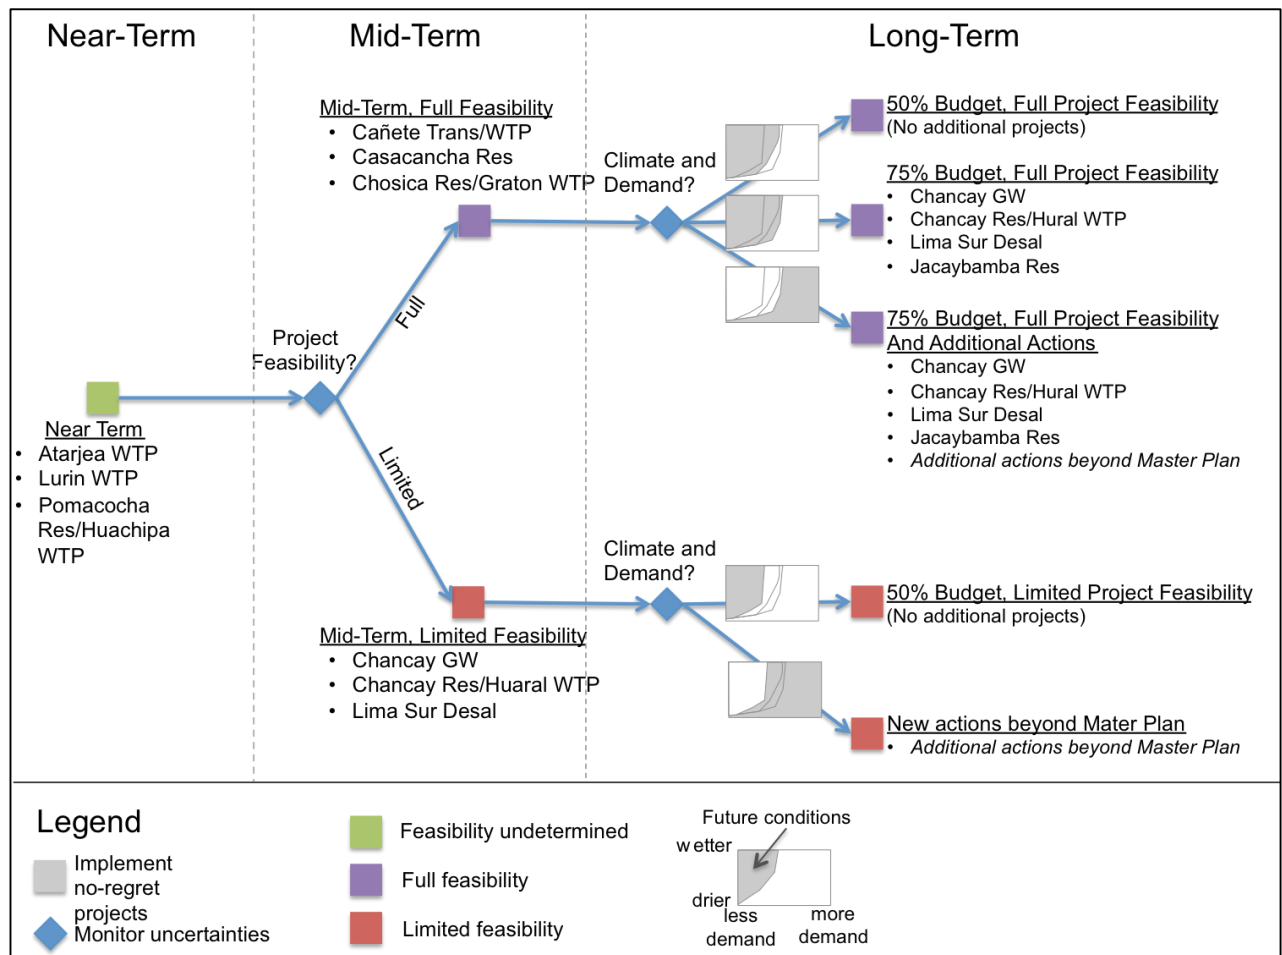 Near-Term
Mid-Term
Long-Term
Mid-Term, Full Feasibility
• Cañete Trans/WTP
• Casacancha Res
• Chosica Res/Graton WTP
Climate and
Demand?
50% Budget, Full Project Feasibility
(No additional projects)
75% Budget, Full Project Feasibility
• Chancay GW
• Chancay Res/Hural WTP
• Lima Sur Desal
• Jacaybamba Res
75% Budget, Full Project Feasibility
And Additional Actions
• Chancay GW
• Chancay Res/Hural WTP
• Lima Sur Desal
• Jacaybamba Res
• Additional actions beyond Master Plan
Project
Feasibility?
Full
Limited
Near Term
• Atarjea WTP
• Lurin WTP
• Pomacocha
Res/Huachipa
WTP
Mid-Term, Limited Feasibility
• Chancay GW
• Chancay Res/Huaral WTP
• Lima Sur Desal
Climate and
Demand?
50% Budget, Limited Project Feasibility
(No additional projects)
New actions beyond Mater Plan
• Additional actions beyond Master Plan
Legend
Implement
no-regret
projects
Monitor uncertainties
Feasibility undetermined
Full feasibility
Limited feasibility
Future conditions
wetter
drier
less
demand
more
demand